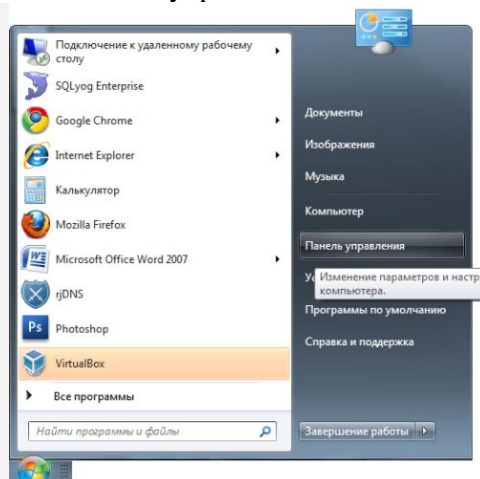 Подключение к удаленному рабочему
столу
SQLyog Enterprise
Google Chrome
Internet Explorer
Калькулятор
Mozilla Firefox
Microsoft Office Word 2007
rjDNS
Ps Photoshop
VirtualBox
Все программы
Найти программы и файлы
Документы
Изображения
Музыка
Компьютер
Панель управления
Изменение параметров и настр
компьютера.
Программы по умолчанию
Справка и поддержка
Завершение работы